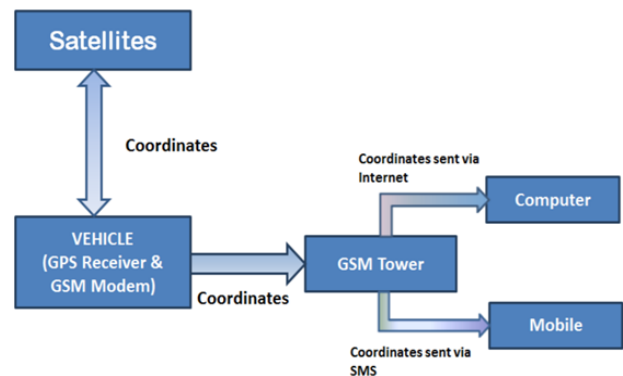 Satellites
Coordinates
VEHICLE
(GPS Receiver &
GSM Modem)
Coordinates
GSM Tower
Coordinates sent via
Internet
Computer
Mobile
Coordinates sent via
SMS